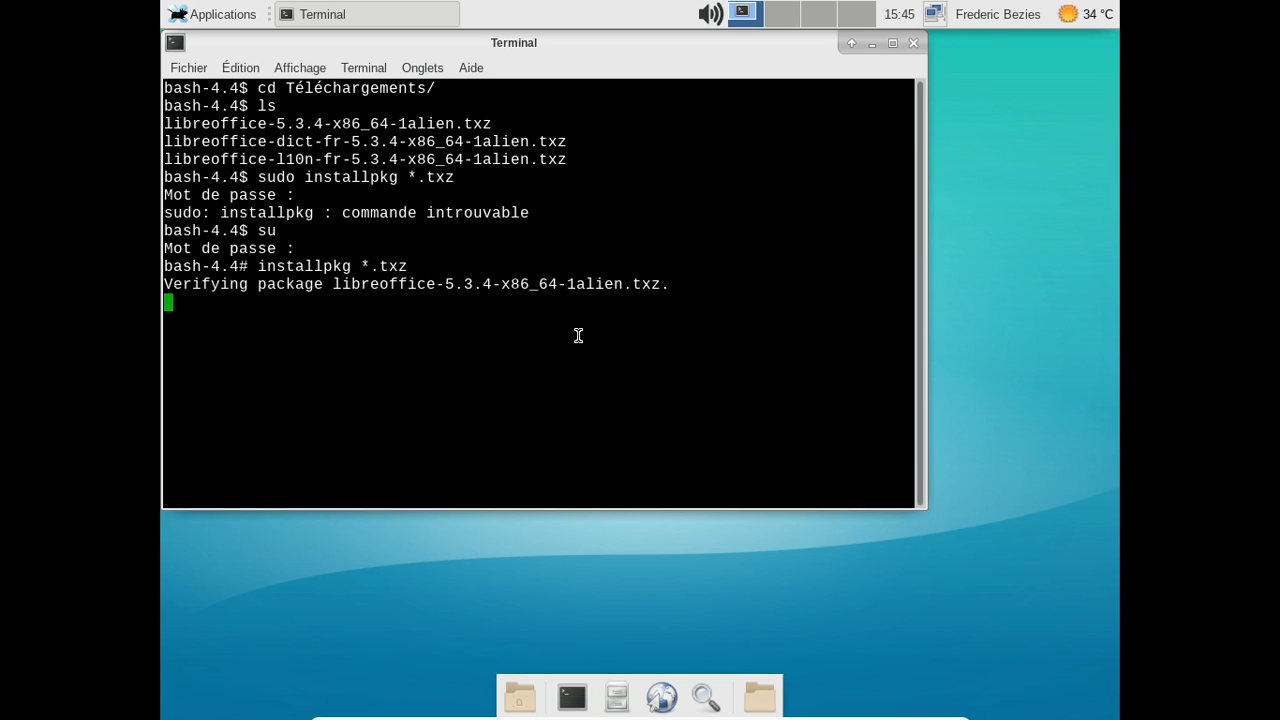 Applications
Terminal
15:45
Frederic Bezies
34 °C
Terminal
Fichier Édition Affichage Terminal Onglets Aide
bash-4.4$ cd Téléchargements/
bash-4.4$ ls
libreoffice-5.3.4-x86_64-1alien.txz
libreoffice-dict-fr-5.3.4-x86_64-1alien.txz
libreoffice-l10n-fr-5.3.4-x86_64-1alien.txz
bash-4.4$ sudo installpkg *.txz
Mot de passe :
sudo: installpkg : commande introuvable
bash-4.4$ su
Mot de passe :
bash-4.4# installpkg *.txz
Verifying package libreoffice-5.3.4-x86_64-1alien.txz.